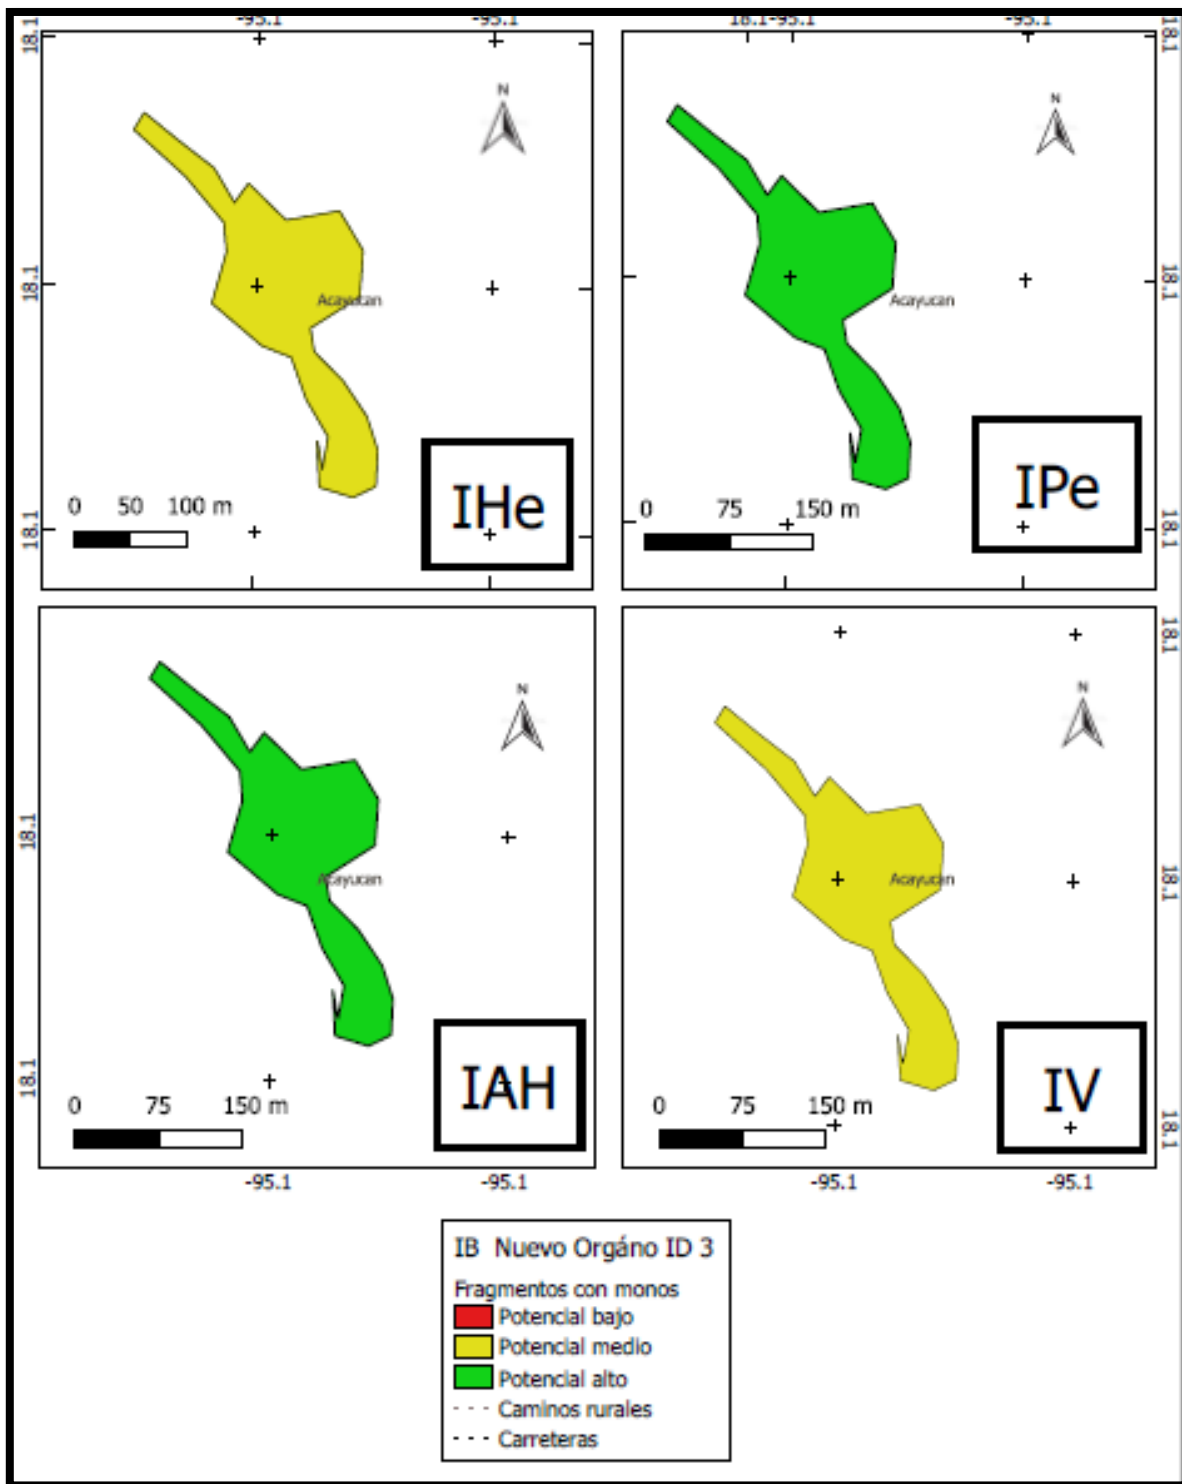 -95.1 -95.1
18.1-95.1 -95.1
18.1
18.1
N
N
18.1
18.1
Acayucan
Acayucan
0 50 100 m
IHe
0 75 150 m
IPe
18.1
18.1
18.1
N
N
18.1
Acayucan
Acayucan
18.1
18.1
0 75 150 m
IAH
0 75 150 m
IV
18.1
-95.1 -95.1
-95.1 -95.1
IB Nuevo Orgáno ID 3
Fragmentos con monos
Potencial bajo
Potencial medio
Potencial alto
Caminos rurales
Carreteras